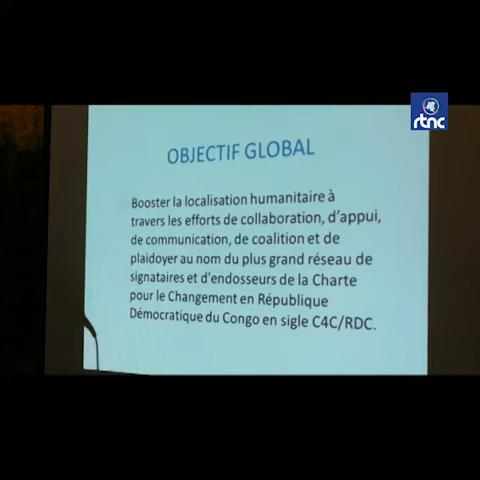 rtnc
OBJECTIF GLOBAL
Booster la localisation humanitaire à
travers les efforts de collaboration, d'appui,
de communication, de coalition et de
plaidoyer au nom du plus grand réseau de
signataires et d'endosseurs de la Charte
pour le Changement en République
Démocratique du Congo en sigle C4C/RDC.